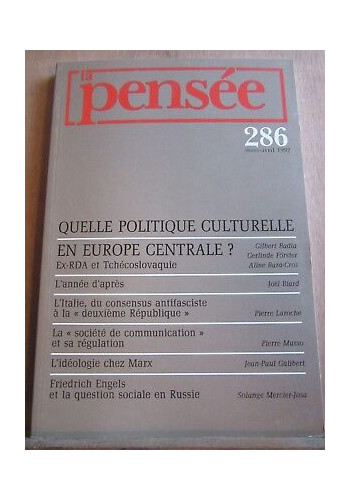 la
pensée
286
mars-avril 1992
QUELLE POLITIQUE CULTURELLE
EN EUROPE CENTRALE ?
Gilbert Badia
Gerlinde Förster
Ex-RDA et Tchécoslovaquie
Aline Baza-Cros
L'année d'après
Joël Biard
L'Italie, du consensus antifasciste
à la « deuxième République »
Pierre Laroche
La « société de communication »
et sa régulation
Pierre Musso
L'idéologie chez Marx
Jean-Paul Galibert
Friedrich Engels
et la question sociale en Russie
Solange Mercier-Josa